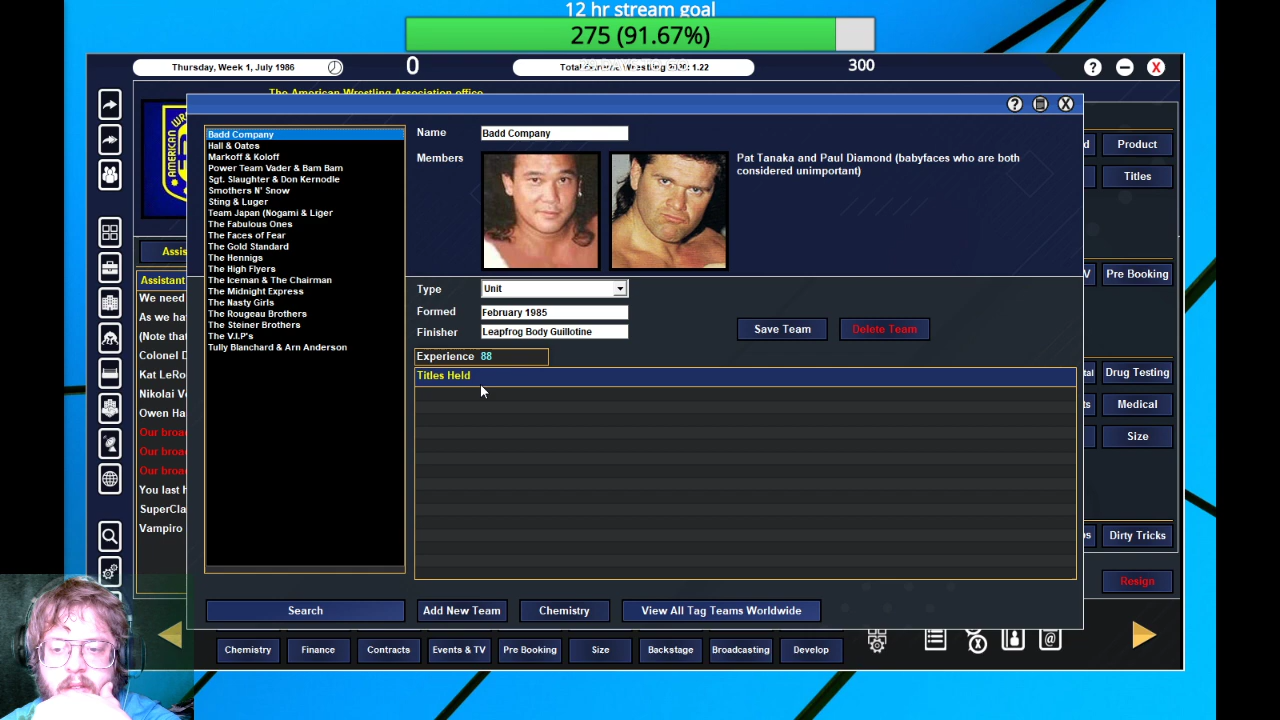 12 hr stream goal
275 (91.67%)
0
300
Thursday, Week 1, July 1986
The American Wrestling Association office
Product
Titles
Pre Booking
Drug Testing
Medical
Size
Dirty Tricks
Resign
Assis
Assistant
We need
As we ha
(Note that
Colonel D
Kat LeRo
Nikolai V
Owen Ha
Our broa
Our broa
Our broa
You last h
SuperCla
Vampiro
Badd Company
Hall & Oates
Markoff & Koloff
Power Team Vader & Bam Bam
Sgt. Slaughter & Don Kernodle
Smothers N' Snow
Sting & Luger
Team Japan (Nogami & Liger
The Fabulous Ones
The Faces of Fear
The Gold Standard
The Hennigs
The High Flyers
The Iceman & The Chairman
The Midnight Express
The Nasty Girls
The Rougeau Brothers
The Steiner Brothers
The V.I.P's
Tully Blanchard & Arn Anderson
Name
Badd Company
Members
Pat Tanaka and Paul Diamond (babyfaces who are both
considered unimportant)
Type
Unit
Formed
February 1985
Finisher
Leapfrog Body Guillotine
Save Team
Delete Team
Experience 88
Titles Held
Search
Add New Team
Chemistry
View All Tag Teams Worldwide
Chemistry
Finance
Contracts
Events & TV
Pre Booking
Size
Backstage
Broadcasting
Develop